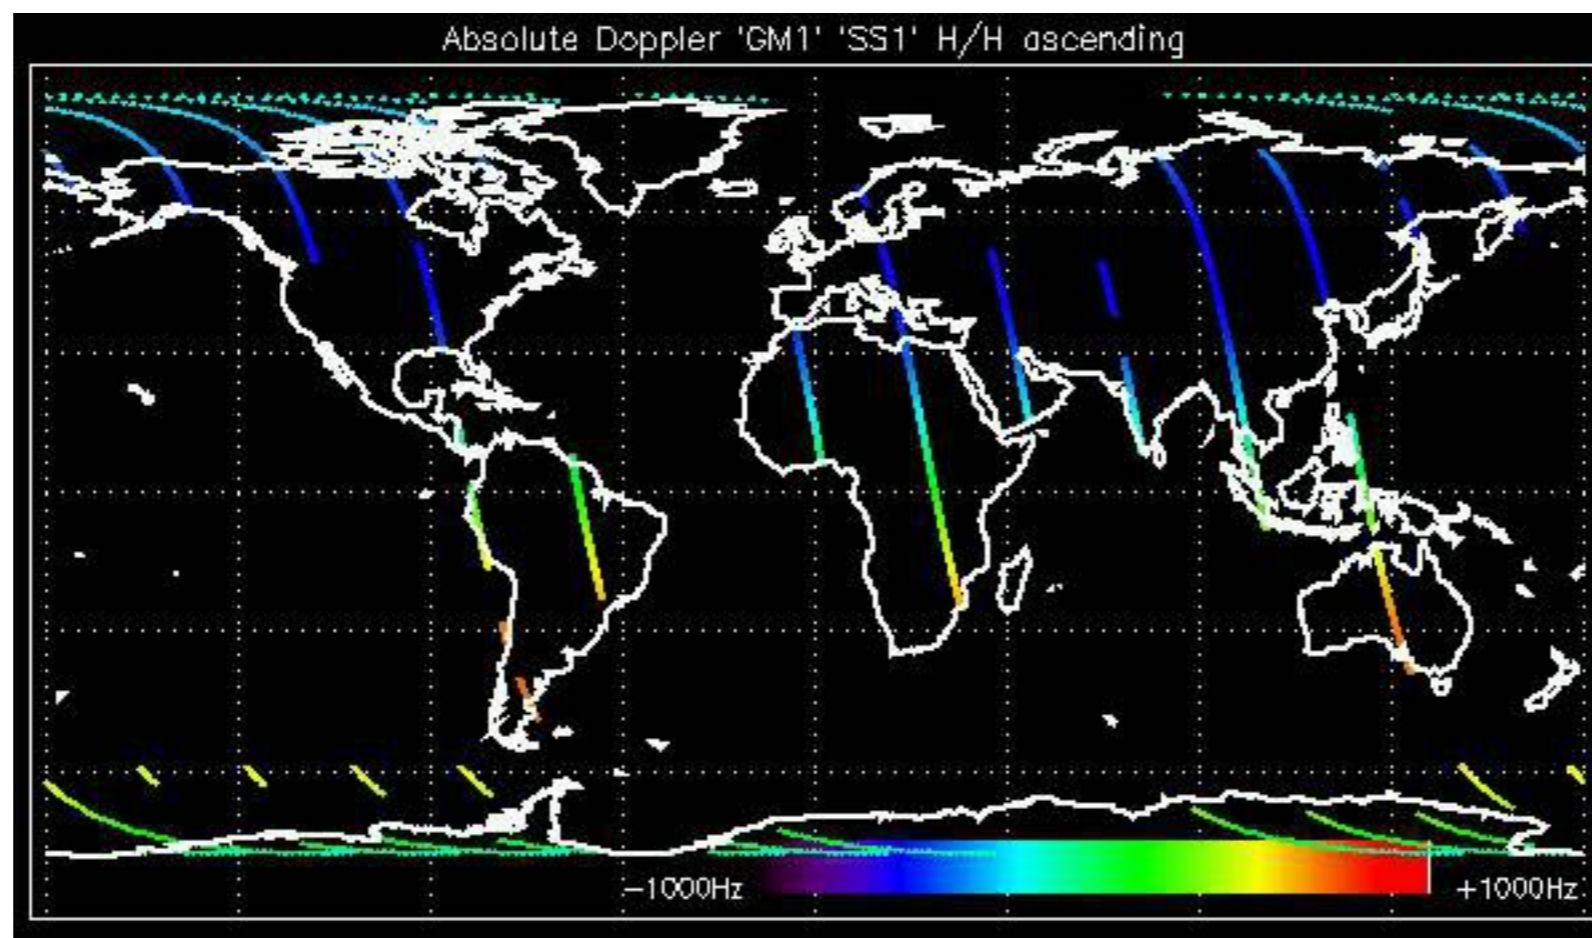 Absolute Doppler 'GM1' 'SS1' H/H ascending
−1000Hz
+1000Hz